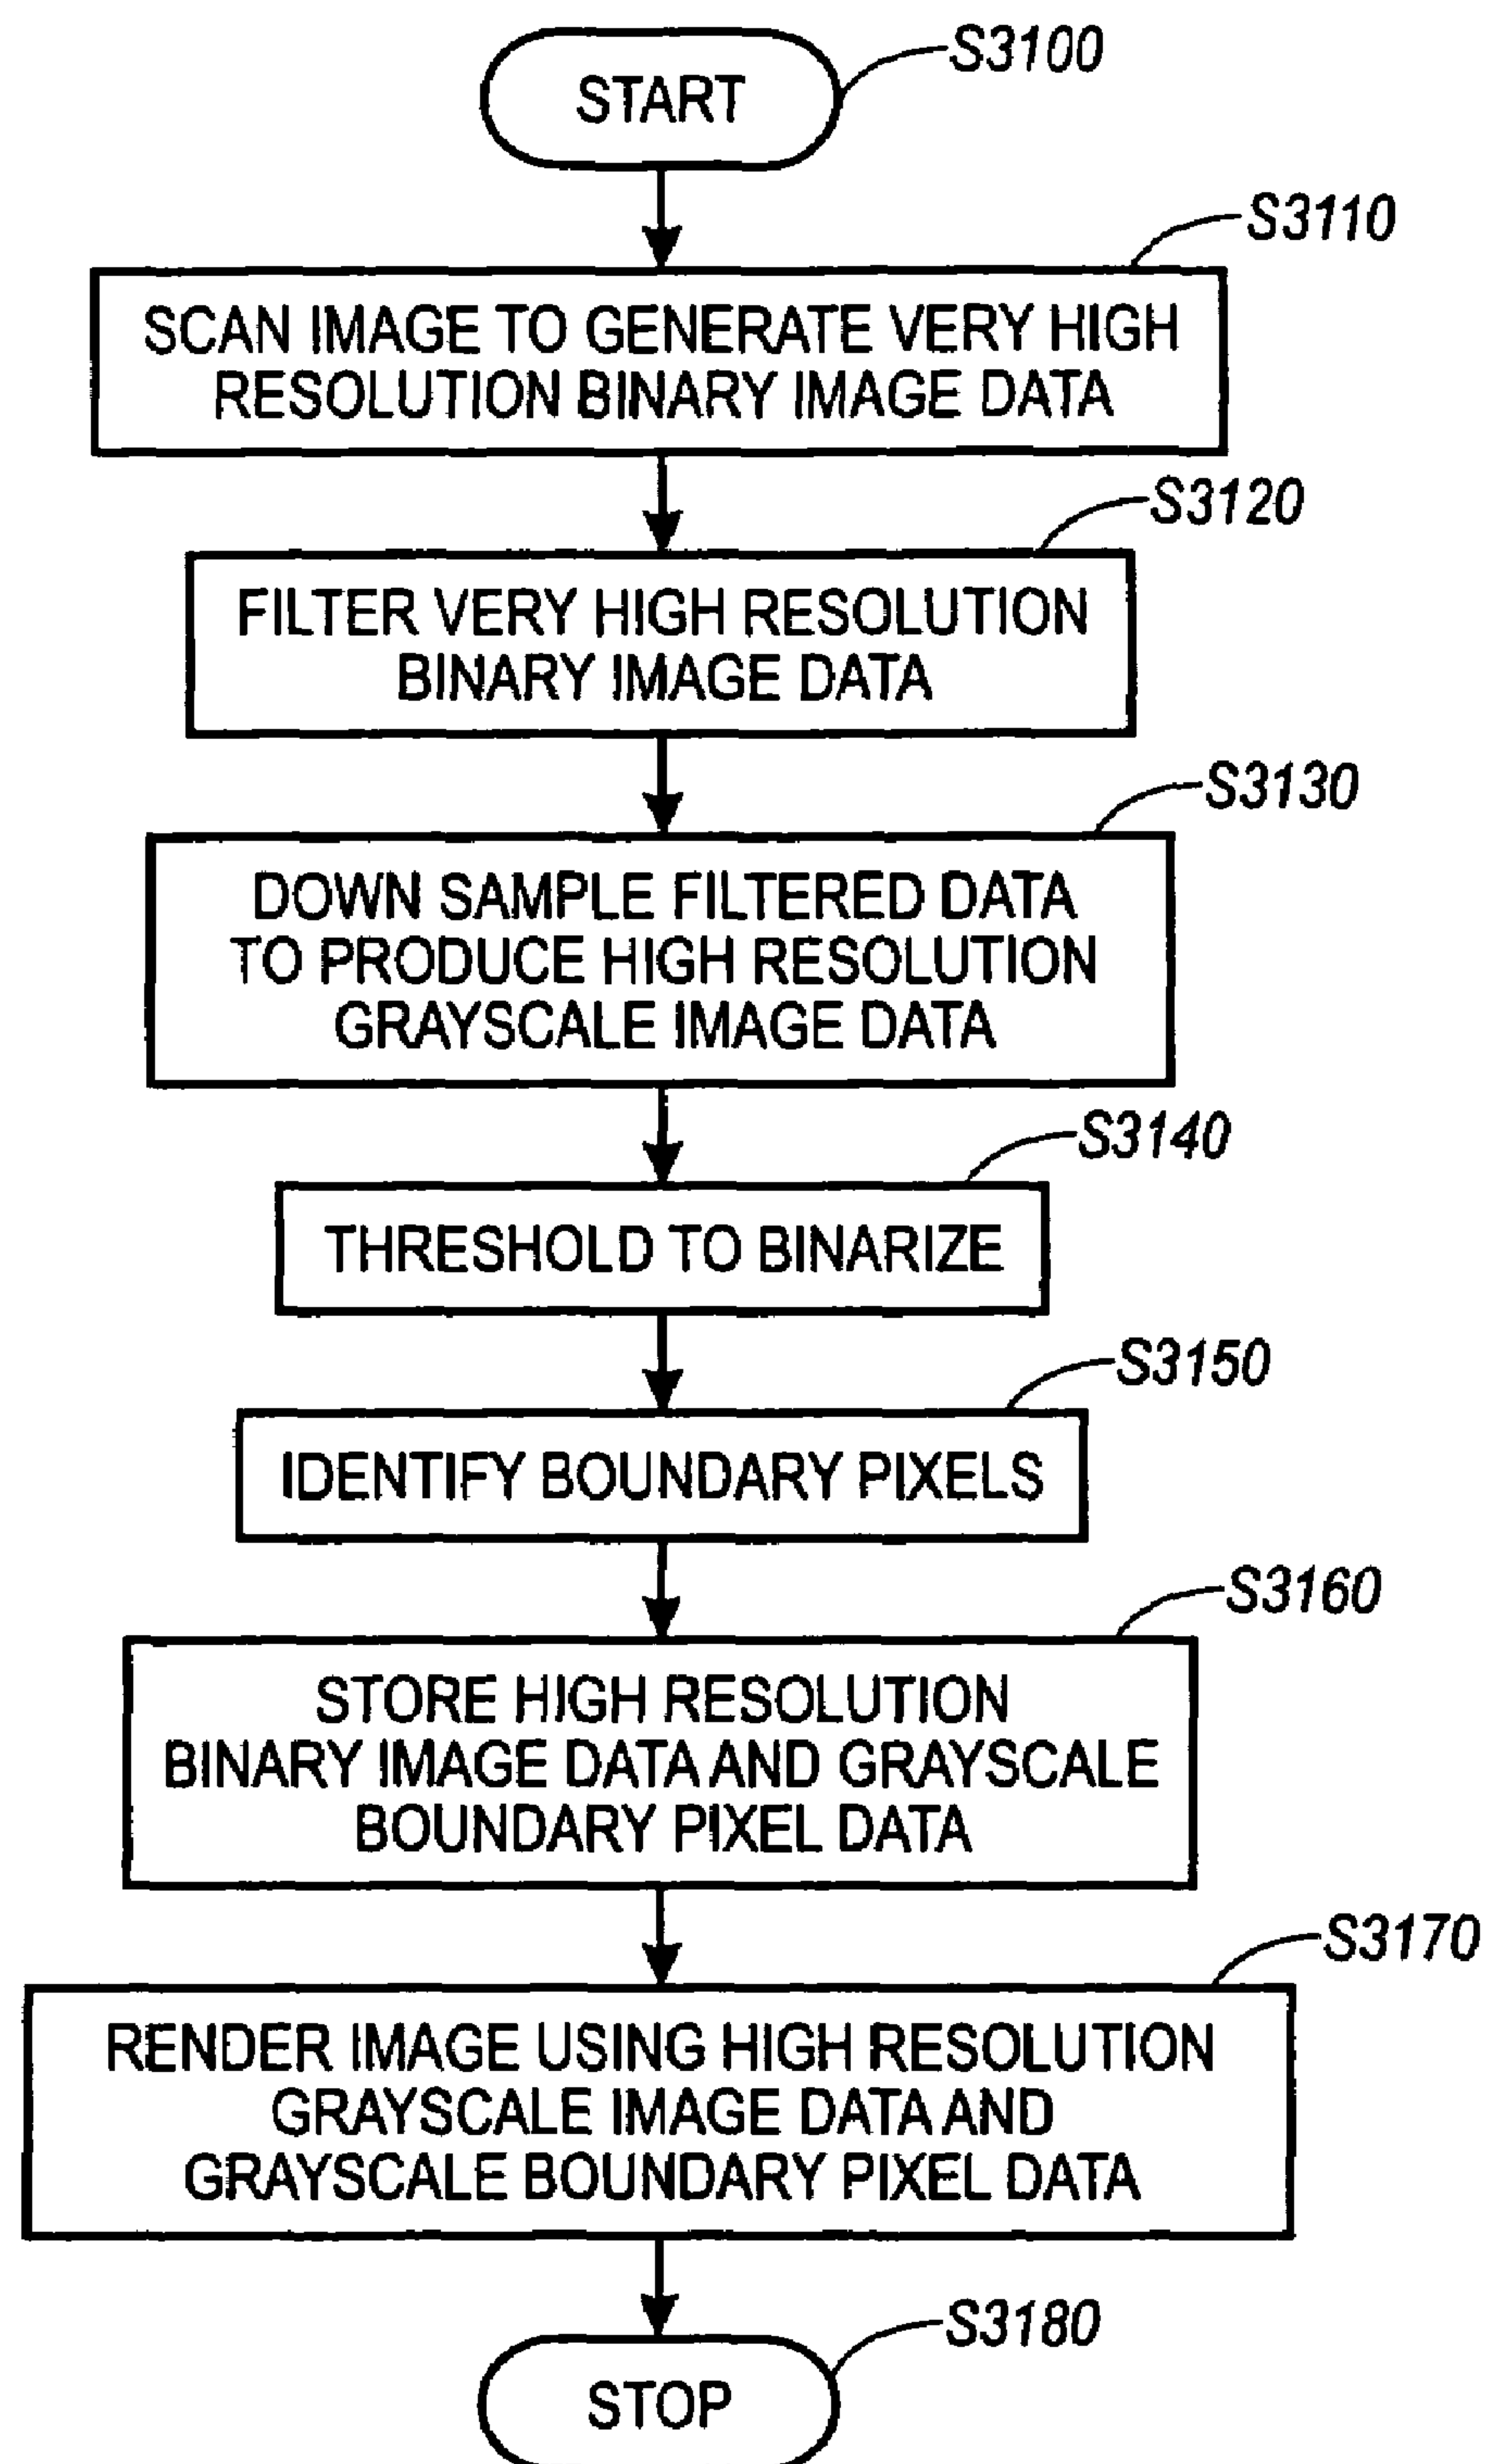 START
S3100
S3110
SCAN IMAGE TO GENERATE VERY HIGH
RESOLUTION BINARY IMAGE DATA
S3120
FILTER VERY HIGH RESOLUTION
BINARY IMAGE DATA
S3130
DOWN SAMPLE FILTERED DATA
TO PRODUCE HIGH RESOLUTION
GRAYSCALE IMAGE DATA
S3140
THRESHOLD TO BINARIZE
S3150
IDENTIFY BOUNDARY PIXELS
S3160
STORE HIGH RESOLUTION
BINARY IMAGE DATA AND GRAYSCALE
BOUNDARY PIXEL DATA
S3170
RENDER IMAGE USING HIGH RESOLUTION
GRAYSCALE IMAGE DATA AND
GRAYSCALE BOUNDARY PIXEL DATA
S3180
STOP